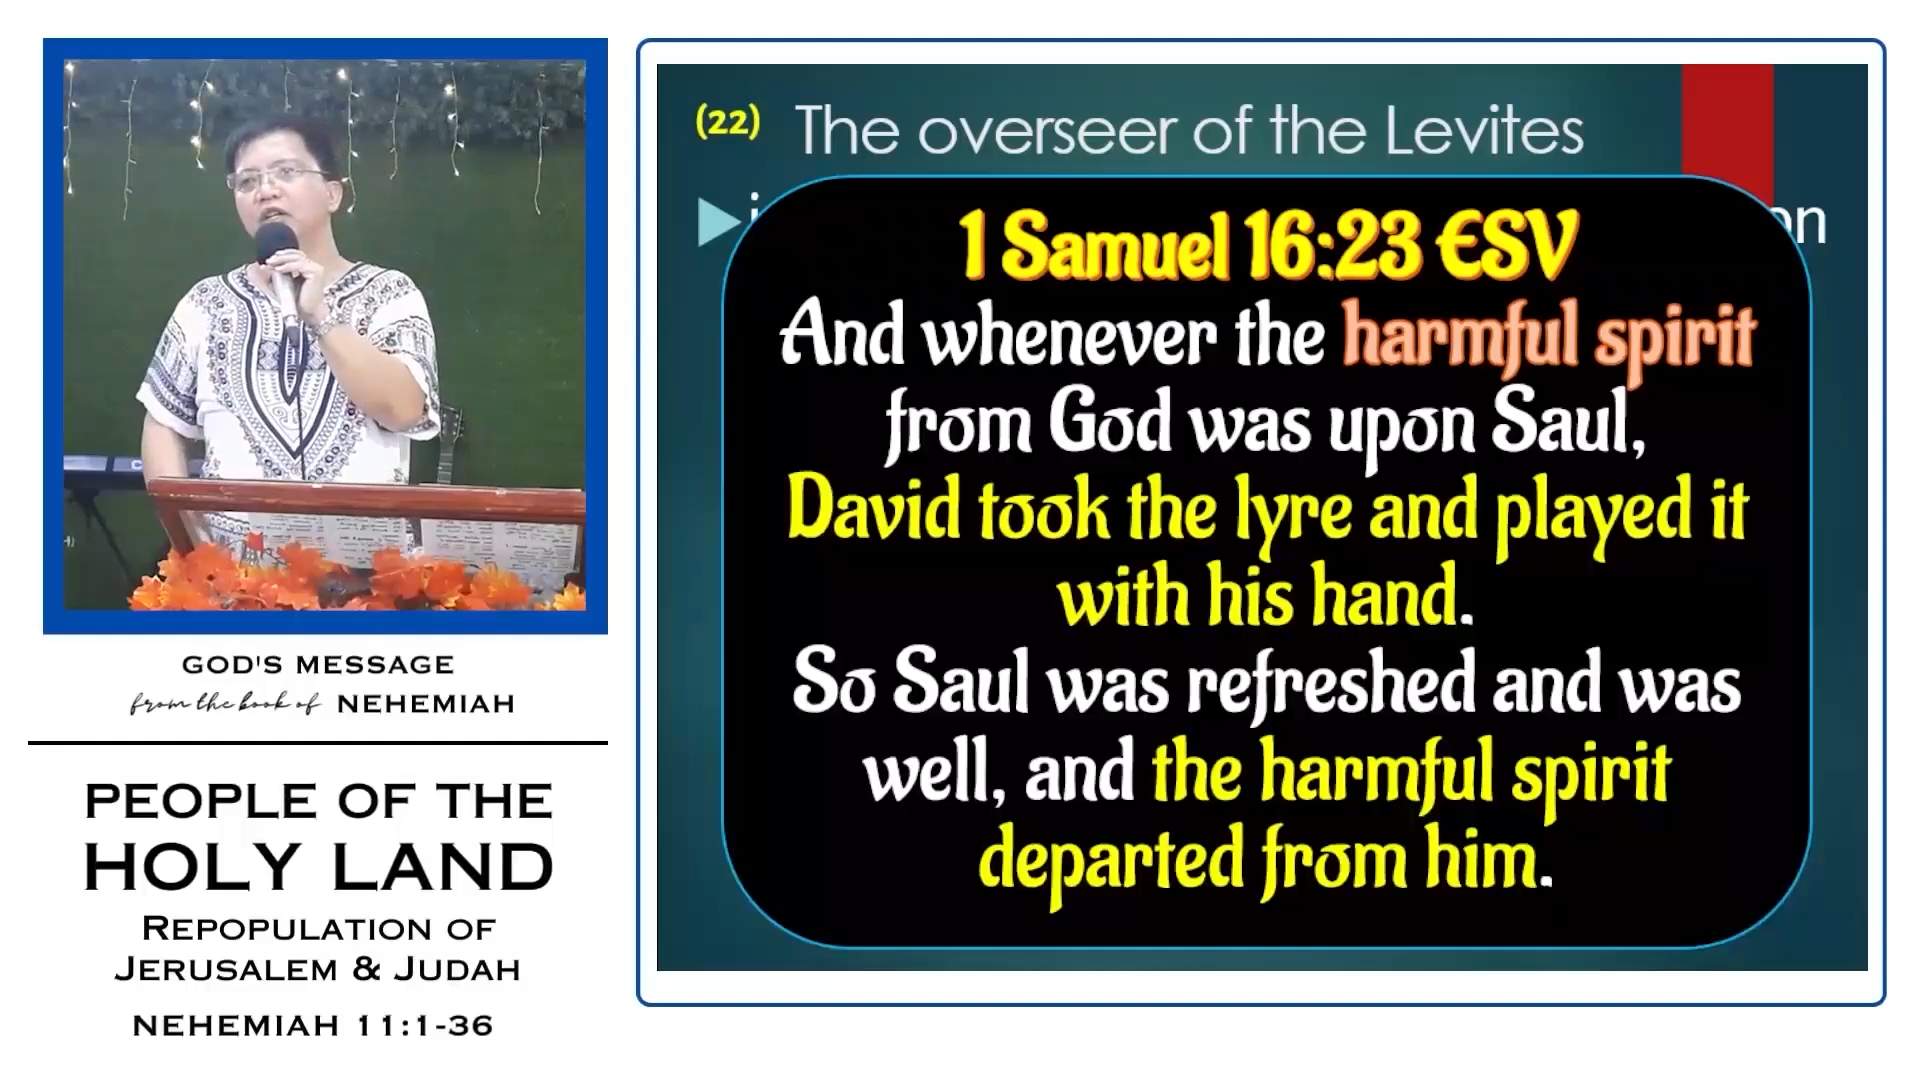 GOD'S MESSAGE
from the book of NEHEMIAH
PEOPLE OF THE
HOLY LAND
REPOPULATION OF
JERUSALEM & JUDAH
NEHEMIAH 11:1-36
(22) The overseer of the Levites
1 Samuel 16:23 ESV
And whenever the harmful spirit
from God was upon Saul,
David took the lyre and played it
with his hand.
So Saul was refreshed and was
well, and the harmful spirit
departed from him.